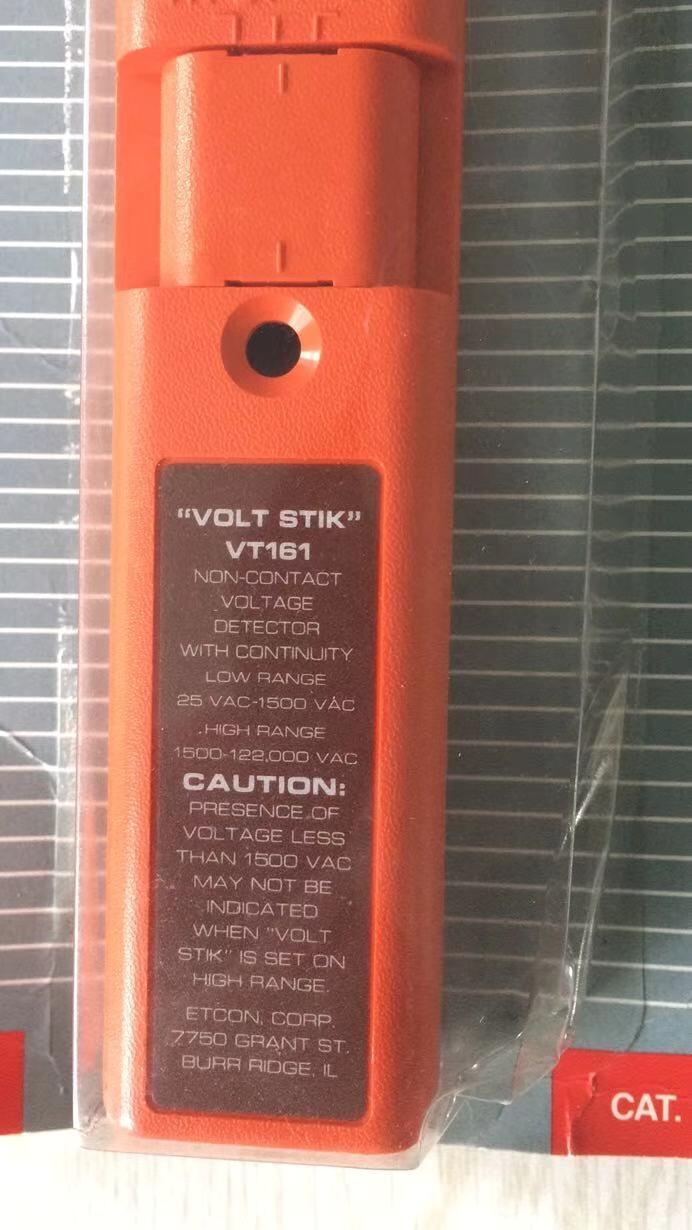 “VOLT STIK”
VT161
NON-CONTACT
VOLTAGE
DETECTOR
WITH CONTINUITY
LOW RANGE
25 VAC-1500 VAC
HIGH RANGE
1500-122,000 VAC
CAUTION:
PRESENCE OF
VOLTAGE LESS
THAN 1500 VAC
MAY NOT BE
INDICATED
WHEN “VOLT
STIK” IS SET ON
HIGH RANGE.
ETCON, CORP.
7750 GRANT ST.
BURR RIDGE, IL
CAT.